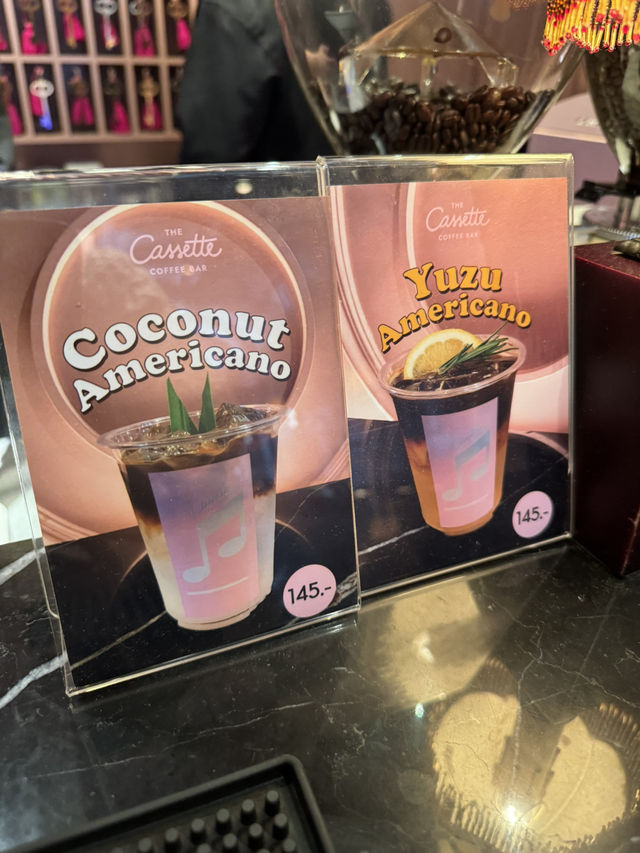 THE
Cassette
COFFEE BAR
Coconut
Americano
145.-
THE
Cassette
COFFEE BAR
Yuzu
Americano
145.-